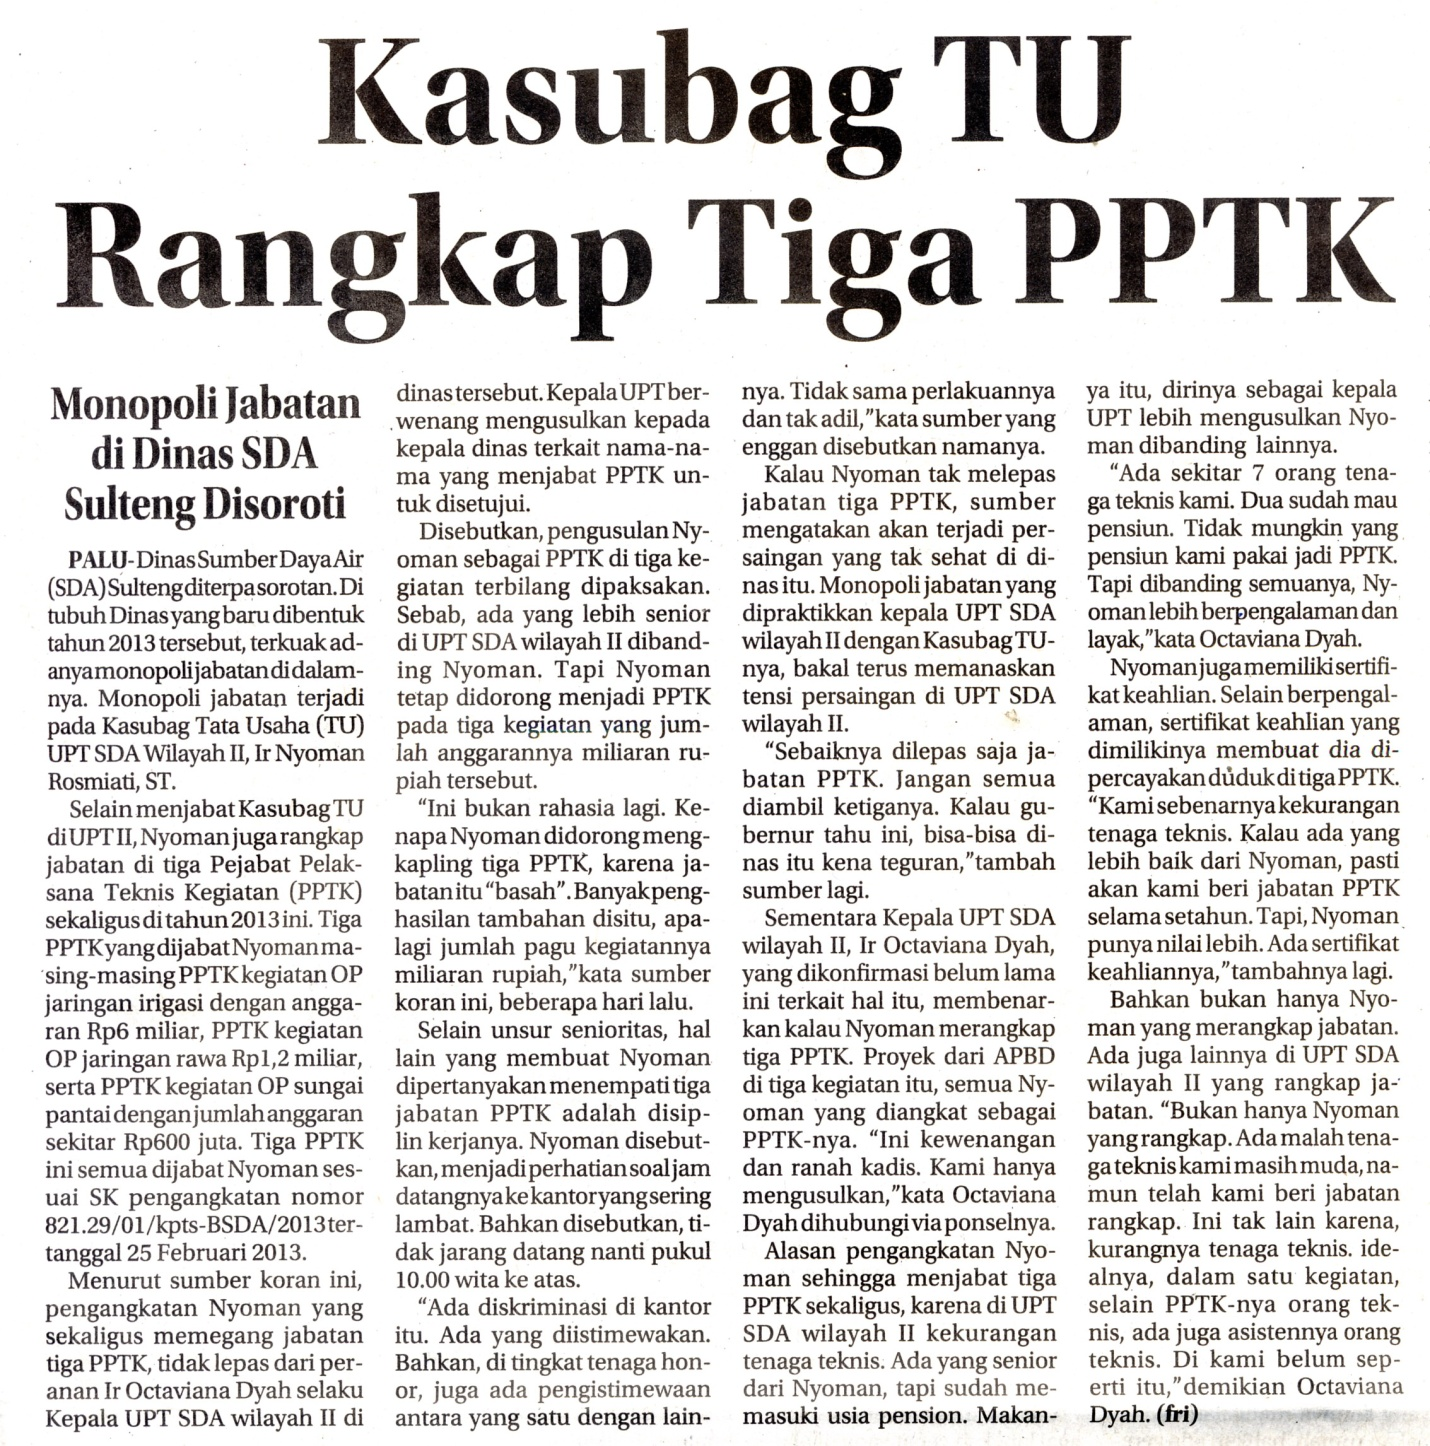 Kasubag TU
Rangkap Tiga PPTK
Monopoli Jabatan
di Dinas SDA
Sulteng Disoroti
PALU-Dinas Sumber Daya Air
(SDA) Sulteng diterpa sorotan. Di
tubuh Dinas yang baru dibentuk
tahun 2013 tersebut, terkuak ad-
anya monopoli jabatan di dalam-
nya. Monopoli jabatan terjadi
pada Kasubag Tata Usaha (TU)
UPT SDA Wilayah II, Ir Nyoman
Rosmiati, ST.
Selain menjabat Kasubag TU
di UPT II, Nyoman juga rangkap
jabatan di tiga Pejabat Pelak-
sana Teknis Kegiatan (PPTK)
sekaligus di tahun 2013 ini. Tiga
PPTK yang dijabat Nyoman ma-
sing-masing PPTK kegiatan OP
jaringan irigasi dengan angga-
ran Rp6 miliar, PPTK kegiatan
OP jaringan rawa Rp1,2 miliar,
serta PPTK kegiatan OP sungai
pantai dengan jumlah anggaran
sekitar Rp600 juta. Tiga PPTK
ini semua dijabat Nyoman ses-
uai SK pengangkatan nomor
821.29/01/kpts-BSDA/2013 ter-
tanggal 25 Februari 2013.
Menurut sumber koran ini,
pengangkatan Nyoman yang
sekaligus memegang jabatan
tiga PPTK, tidak lepas dari per-
anan Ir Octaviana Dyah selaku
Kepala UPT SDA wilayah II di
dinas tersebut. Kepala UPT ber-
wenang mengusulkan kepada
kepala dinas terkait nama-na-
ma yang menjabat PPTK un-
tuk disetujui.
Disebutkan, pengusulan Ny-
oman sebagai PPTK di tiga ke-
giatan terbilang dipaksakan.
Sebab, ada yang lebih senior
di UPT SDA wilayah II diband-
ing Nyoman. Tapi Nyoman
tetap didorong menjadi PPTK
pada tiga kegiatan yang jum-
lah anggarannya miliaran ru-
piah tersebut.
“Ini bukan rahasia lagi. Ke-
napa Nyoman didorong meng-
kapling tiga PPTK, karena ja-
batan itu “basah”. Banyak peng-
hasilan tambahan disitu, apa-
lagi jumlah pagu kegiatannya
miliaran rupiah,”kata sumber
koran ini, beberapa hari lalu.
Selain unsur senioritas, hal
lain yang membuat Nyoman
dipertanyakan menempati tiga
jabatan PPTK adalah disip-
lin kerjanya. Nyoman disebut-
kan, menjadi perhatian soal jam
datangnya ke kantor yang sering
lambat. Bahkan disebutkan, ti-
dak jarang datang nanti pukul
10.00 wita ke atas.
“Ada diskriminasi di kantor
itu. Ada yang diistimewakan.
Bahkan, di tingkat tenaga hon-
or, juga ada pengistimewaan
antara yang satu dengan lain-
nya. Tidak sama perlakuannya
dan tak adil,”kata sumber yang
enggan disebutkan namanya.
Kalau Nyoman tak melepas
jabatan tiga PPTK, sumber
mengatakan akan terjadi per-
saingan yang tak sehat di di-
nas itu. Monopoli jabatan yang
dipraktikkan kepala UPT SDA
wilayah II dengan Kasubag TU-
nya, bakal terus memanaskan
tensi persaingan di UPT SDA
wilayah II.
“Sebaiknya dilepas saja ja-
batan PPTK. Jangan semua
diambil ketiganya. Kalau gu-
bernur tahu ini, bisa-bisa di-
nas itu kena teguran,”tambah
sumber lagi.
Sementara Kepala UPT SDA
wilayah II, Ir Octaviana Dyah,
yang dikonfirmasi belum lama
ini terkait hal itu, membenar-
kan kalau Nyoman merangkap
tiga PPTK. Proyek dari APBD
di tiga kegiatan itu, semua Ny-
oman yang diangkat sebagai
PPTK-nya. “Ini kewenangan
dan ranah kadis. Kami hanya
mengusulkan,”kata Octaviana
Dyah dihubungi via ponselnya.
Alasan pengangkatan Nyo-
man sehingga menjabat tiga
PPTK sekaligus, karena di UPT
SDA wilayah II kekurangan
tenaga teknis. Ada yang senior
dari Nyoman, tapi sudah me-
masuki usia pension. Makan-
ya itu, dirinya sebagai kepala
UPT lebih mengusulkan Nyo-
man dibanding lainnya.
“Ada sekitar 7 orang tena-
ga teknis kami. Dua sudah mau
pensiun. Tidak mungkin yang
pensiun kami pakai jadi PPTK.
Tapi dibanding semuanya, Ny-
oman lebih berpengalaman dan
layak,”kata Octaviana Dyah.
Nyoman juga memiliki sertifi-
kat keahlian. Selain berpengal-
aman, sertifikat keahlian yang
dimilikinya membuat dia di-
percayakan duduk di tiga PPTK.
“Kami sebenarnya kekurangan
tenaga teknis. Kalau ada yang
lebih baik dari Nyoman, pasti
akan kami beri jabatan PPTK
selama setahun. Tapi, Nyoman
punya nilai lebih. Ada sertifikat
keahliannya,”tambahnya lagi.
Bahkan bukan hanya Nyo-
man yang merangkap jabatan.
Ada juga lainnya di UPT SDA
wilayah II yang rangkap ja-
batan. “Bukan hanya Nyoman
yang rangkap. Ada malah tena-
ga teknis kami masih muda, na-
mun telah kami beri jabatan
rangkap. Ini tak lain karena,
kurangnya tenaga teknis. ide-
alnya, dalam satu kegiatan,
selain PPTK-nya orang tek-
nis, ada juga asistennya orang
teknis. Di kami belum sep-
erti itu,”demikian Octaviana
Dyah. (fri)